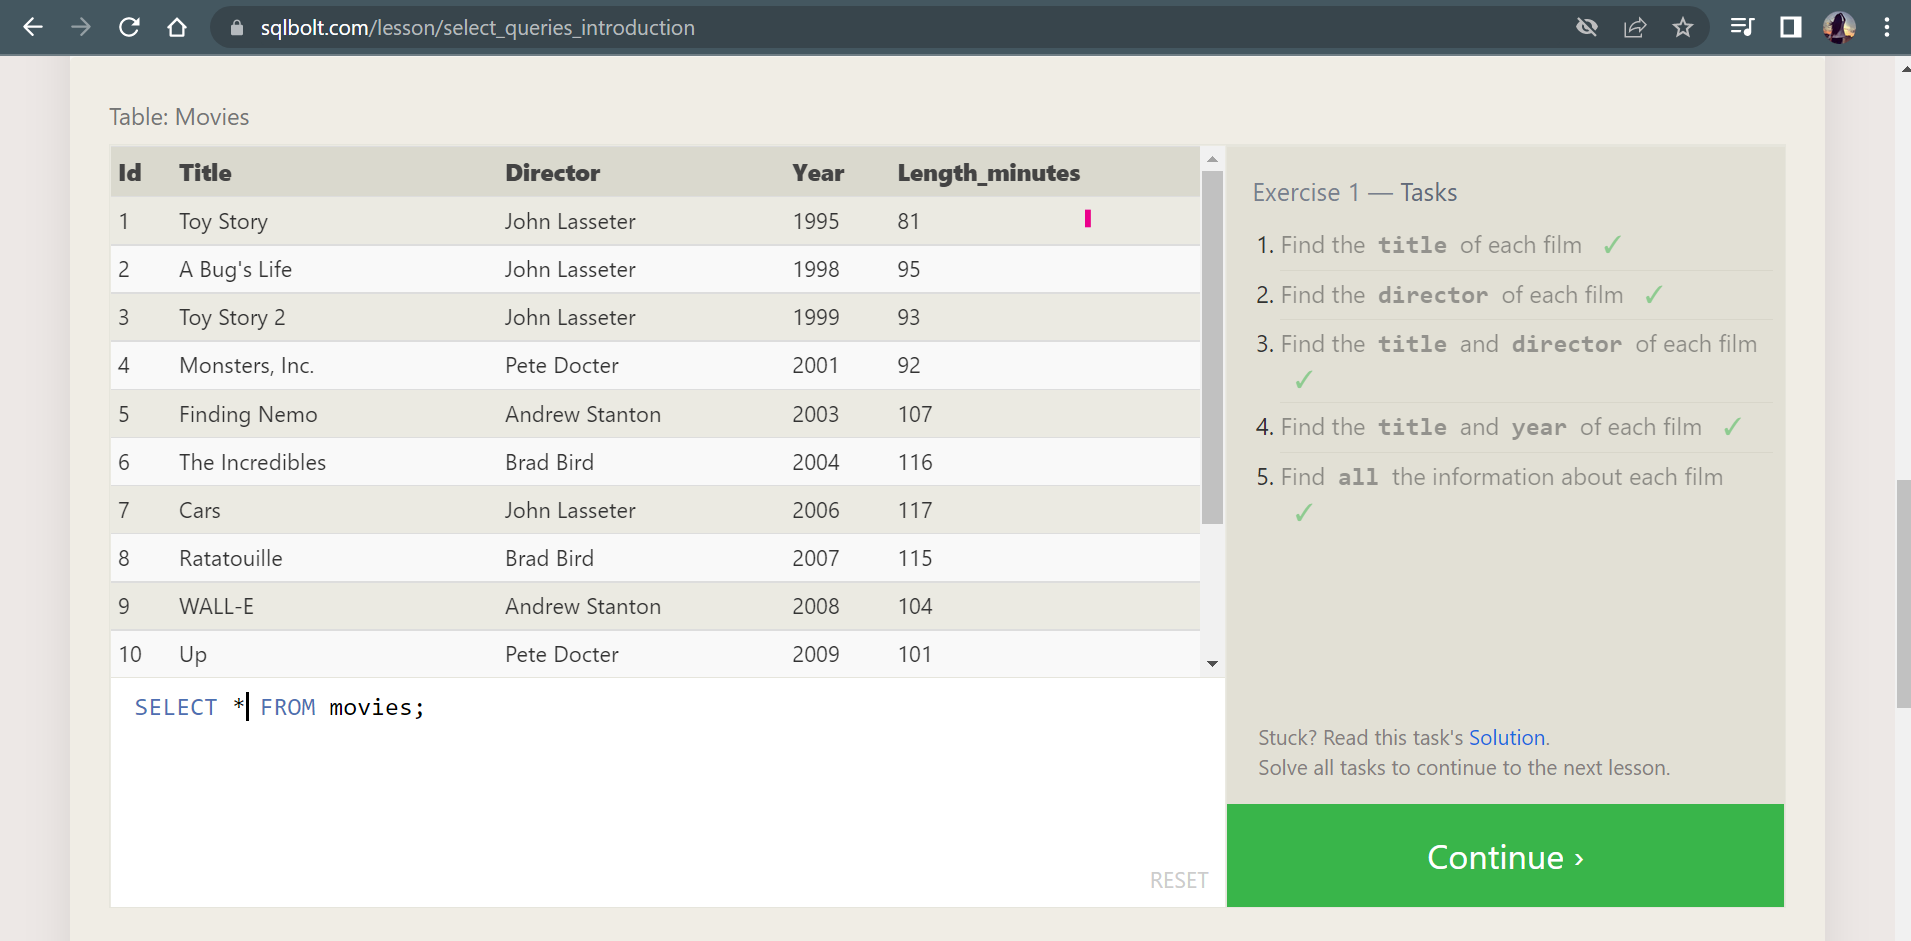 sqlbolt.com/lesson/select_queries_introduction
Table: Movies
Id Title Director Year Length_minutes
1 Toy Story John Lasseter 1995 81
2 A Bug's Life John Lasseter 1998 95
3 Toy Story 2 John Lasseter 1999 93
4 Monsters, Inc. Pete Docter 2001 92
5 Finding Nemo Andrew Stanton 2003 107
6 The Incredibles Brad Bird 2004 116
7 Cars John Lasseter 2006 117
8 Ratatouille Brad Bird 2007 115
9 WALL-E Andrew Stanton 2008 104
10 Up Pete Docter 2009 101
SELECT * FROM movies;
RESET
Exercise 1 — Tasks
1. Find the title of each film ✓
2. Find the director of each film ✓
3. Find the title and director of each film
✓
4. Find the title and year of each film ✓
5. Find all the information about each film
✓
Stuck? Read this task's Solution.
Solve all tasks to continue to the next lesson.
Continue ›